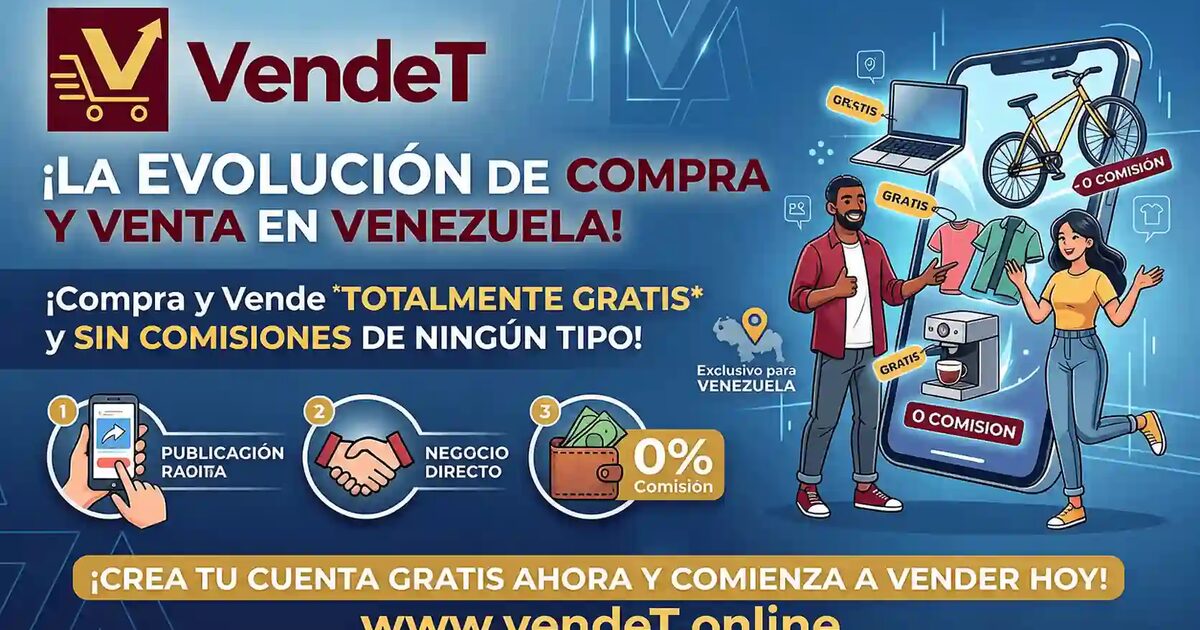 VendeT
¡LA EVOLUCIÓN DE COMPRA
Y VENTA EN VENEZUELA!
¡Compra y Vende *TOTALMENTE GRATIS*
y SIN COMISIONES DE NINGÚN TIPO!
Exclusivo para
VENEZUELA
1
PUBLICACIÓN
2
NEGOCIO
DIRECTO
3
0%
Comisión
GRATIS
- 0 COMISIÓN
GRATIS
GRATIS
0 COMISION
¡CREA TU CUENTA GRATIS AHORA Y COMIENZA A VENDER HOY!
www.vendeT.online